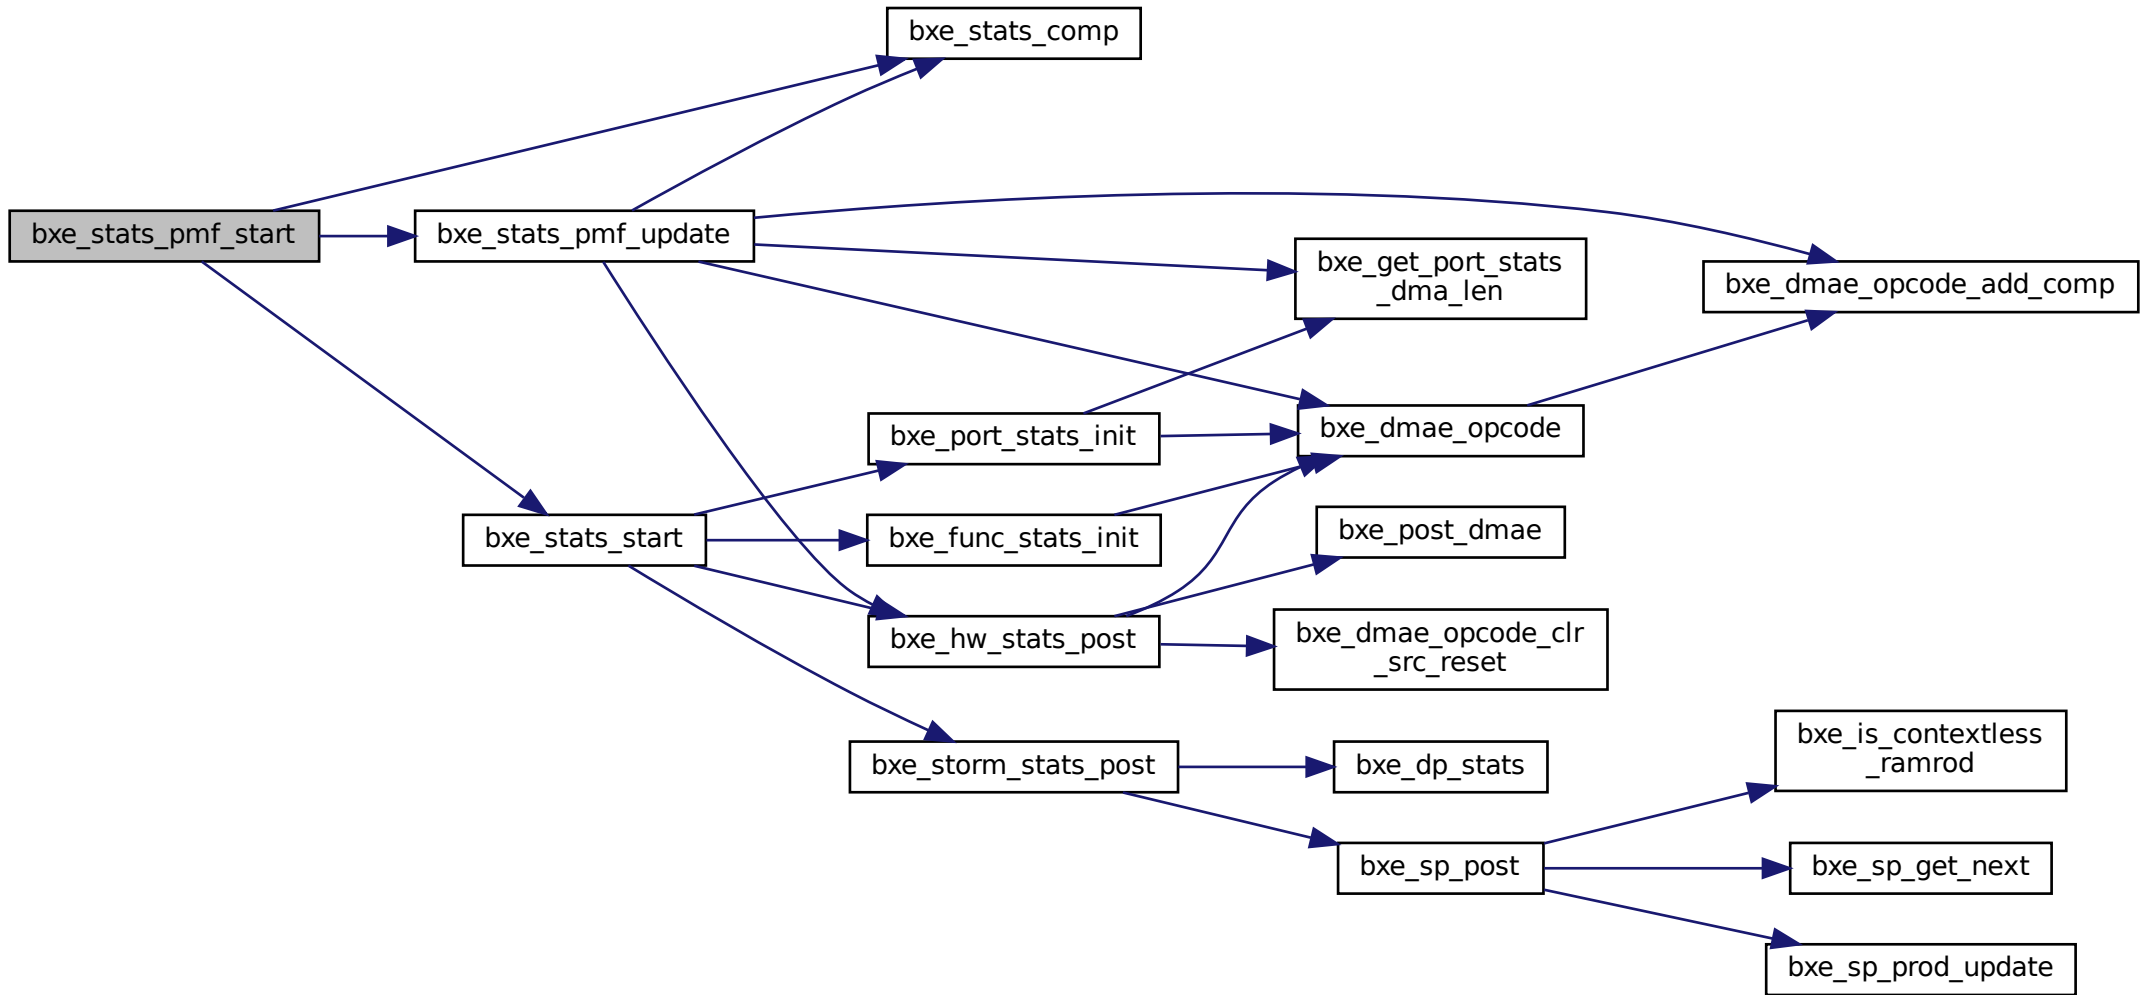 bxe_stats_comp
bxe_stats_pmf_start
bxe_stats_pmf_update
bxe_get_port_stats
_dma_len
bxe_dmae_opcode_add_comp
bxe_port_stats_init
bxe_dmae_opcode
bxe_stats_start
bxe_func_stats_init
bxe_post_dmae
bxe_hw_stats_post
bxe_dmae_opcode_clr
_src_reset
bxe_storm_stats_post
bxe_dp_stats
bxe_is_contextless
_ramrod
bxe_sp_post
bxe_sp_get_next
bxe_sp_prod_update